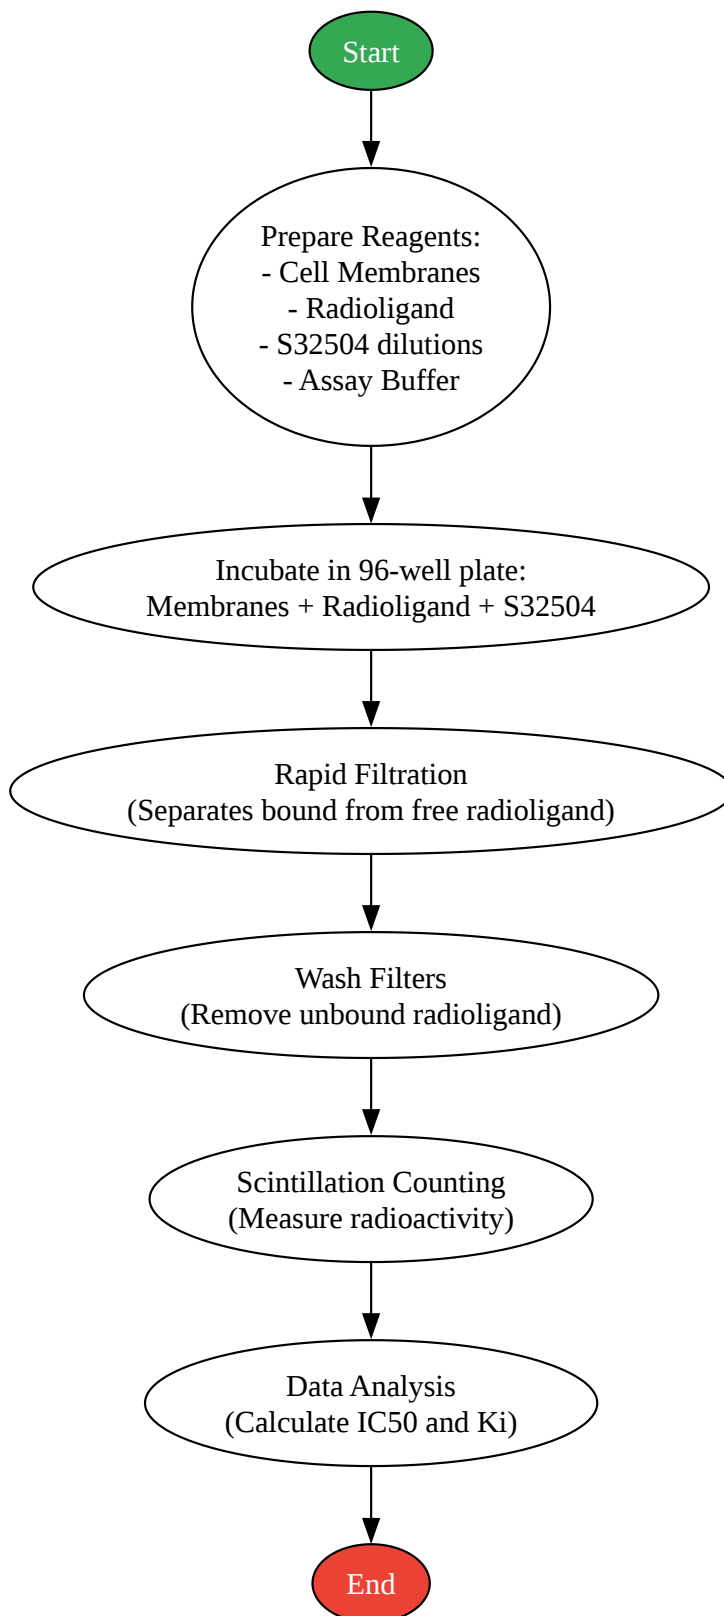 Start
Prepare Reagents:
- Cell Membranes
- Radioligand
- S32504 dilutions
- Assay Buffer
Incubate in 96-well plate:
Membranes + Radioligand + S32504
Rapid Filtration
(Separates bound from free radioligand)
Wash Filters
(Remove unbound radioligand)
Scintillation Counting
(Measure radioactivity)
Data Analysis
(Calculate IC50 and Ki)
End